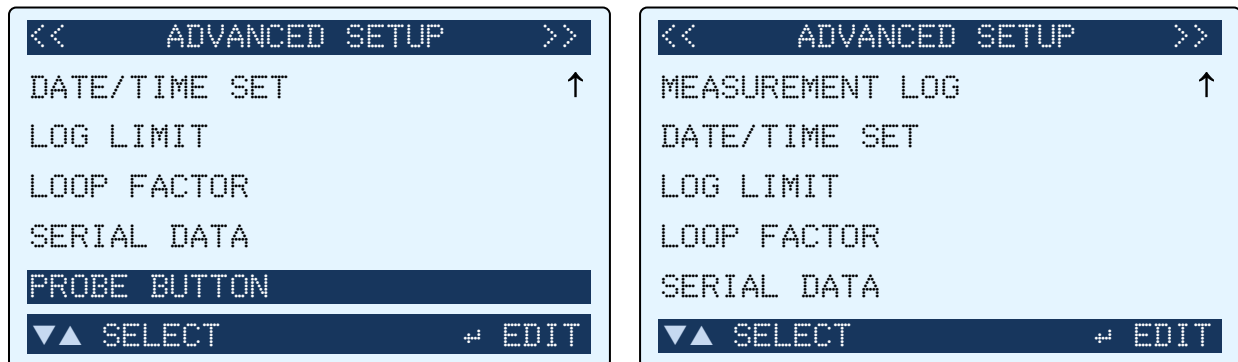 << ADVANCED SETUP >>
DATE/TIME SET ↑
LOG LIMIT
LOOP FACTOR
SERIAL DATA
PROBE BUTTON
▼▲ SELECT ↵ EDIT
<< ADVANCED SETUP >>
MEASUREMENT LOG ↑
DATE/TIME SET
LOG LIMIT
LOOP FACTOR
SERIAL DATA
▼▲ SELECT ↵ EDIT